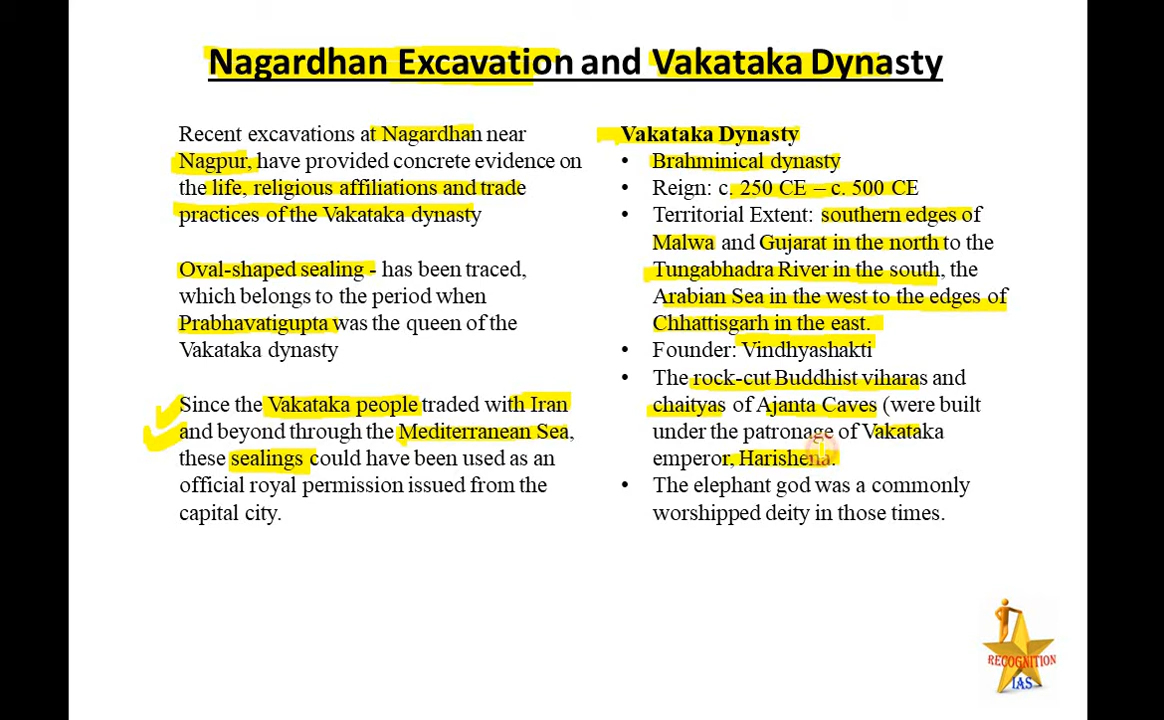 Nagardhan Excavation and Vakataka Dynasty
Recent excavations at Nagardhan near
Nagpur, have provided concrete evidence on
the life, religious affiliations and trade
practices of the Vakataka dynasty
Oval-shaped sealing - has been traced,
which belongs to the period when
Prabhavatigupta was the queen of the
Vakataka dynasty
Since the Vakataka people traded with Iran
and beyond through the Mediterranean Sea,
these sealings could have been used as an
official royal permission issued from the
capital city.
Vakataka Dynasty
• Brahminical dynasty
• Reign: c. 250 CE – c. 500 CE
• Territorial Extent: southern edges of
Malwa and Gujarat in the north to the
Tungabhadra River in the south, the
Arabian Sea in the west to the edges of
Chhattisgarh in the east.
• Founder: Vindhyashakti
• The rock-cut Buddhist viharas and
chaityas of Ajanta Caves (were built
under the patronage of Vakataka
emperor, Harishena.
• The elephant god was a commonly
worshipped deity in those times.
RECOGNITION
IAS